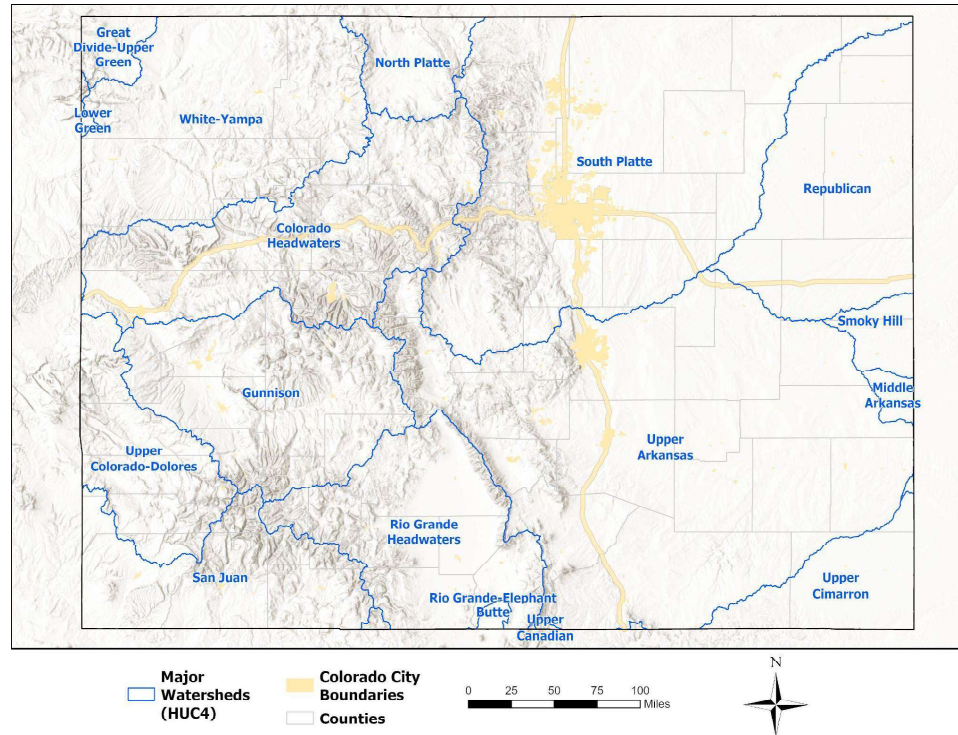 Great
Divide-Upper
Green
North Platte
Lower
Green
White-Yampa
South Platte
Republican
Colorado
Headwaters
Smoky Hill
Gunnison
Middle
Arkansas
Upper
Arkansas
Upper
Colorado-Dolores
Rio Grande
Headwaters
San Juan
Upper
Cimarron
Rio Grande-Elephant
Butte
Upper
Canadian
Major
Watersheds
(HUC4)
Colorado City
Boundaries
Counties
0 25 50 75 100
Miles
N